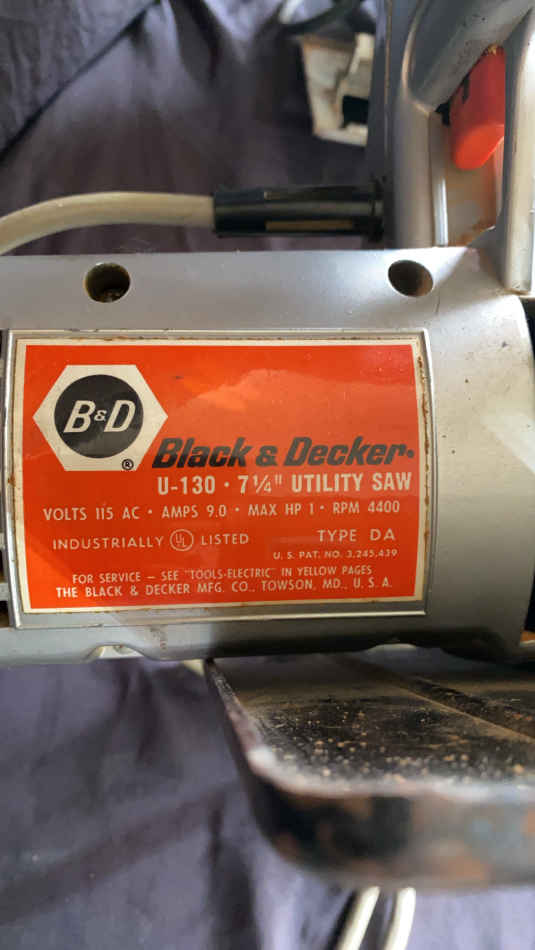 B&D
®
Black & Decker.
U-130 • 7¼" UTILITY SAW
VOLTS 115 AC • AMPS 9.0 • MAX HP 1 • RPM 4400
INDUSTRIALLY UL LISTED TYPE DA
U.S. PAT. NO. 3,245,439
FOR SERVICE — SEE "TOOLS-ELECTRIC" IN YELLOW PAGES
THE BLACK & DECKER MFG. CO., TOWSON, MD., U.S.A.